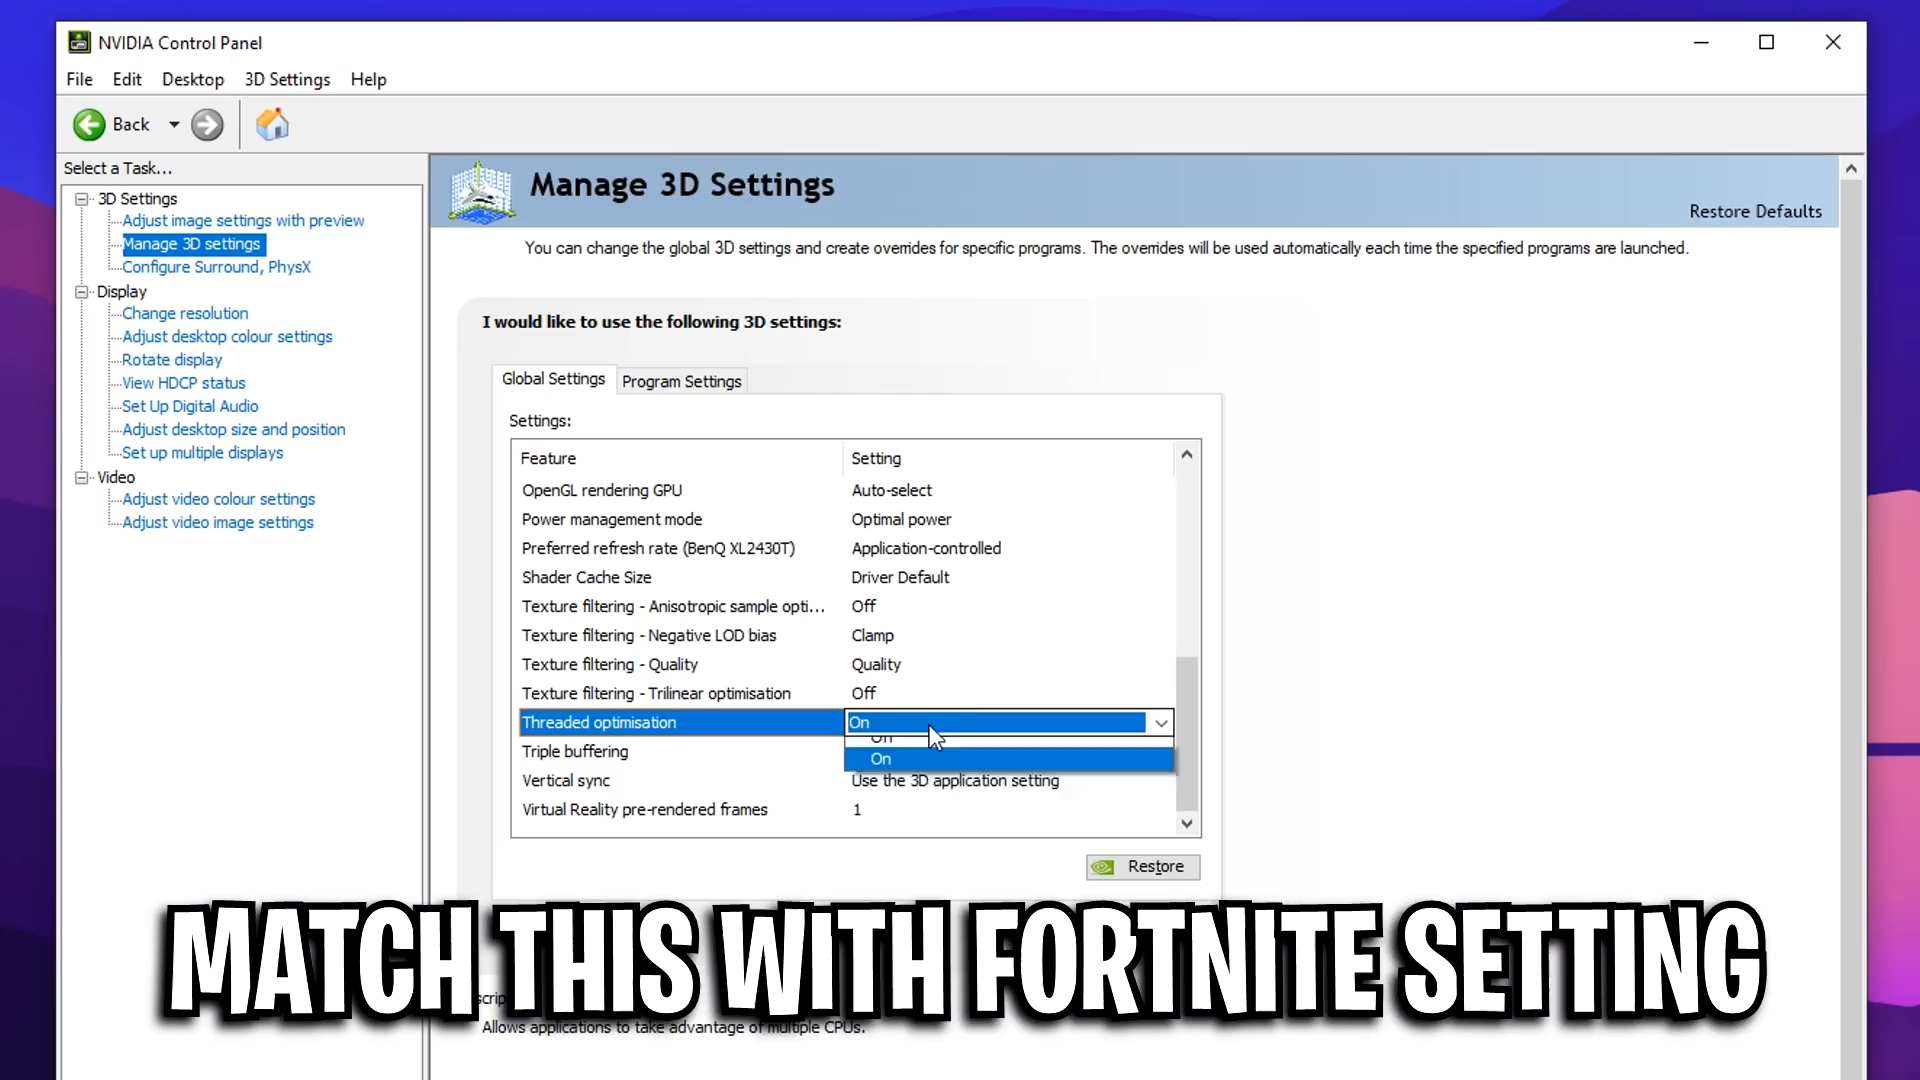 NVIDIA Control Panel
File Edit Desktop 3D Settings Help
Back
Select a Task...
3D Settings
Adjust image settings with preview
Manage 3D settings
Configure Surround, PhysX
Display
Change resolution
Adjust desktop colour settings
Rotate display
View HDCP status
Set Up Digital Audio
Adjust desktop size and position
Set up multiple displays
Video
Adjust video colour settings
Adjust video image settings
Manage 3D Settings
Restore Defaults
You can change the global 3D settings and create overrides for specific programs. The overrides will be used automatically each time the specified programs are launched.
I would like to use the following 3D settings:
Global Settings Program Settings
Settings:
Feature Setting
OpenGL rendering GPU Auto-select
Power management mode Optimal power
Preferred refresh rate (BenQ XL2430T) Application-controlled
Shader Cache Size Driver Default
Texture filtering - Anisotropic sample opti... Off
Texture filtering - Negative LOD bias Clamp
Texture filtering - Quality Quality
Texture filtering - Trilinear optimisation Off
Threaded optimisation On
Triple buffering On
Vertical sync Use the 3D application setting
Virtual Reality pre-rendered frames 1
Restore
MATCH THIS WITH FORTNITE SETTING
Allows applications to take advantage of multiple CPUs.